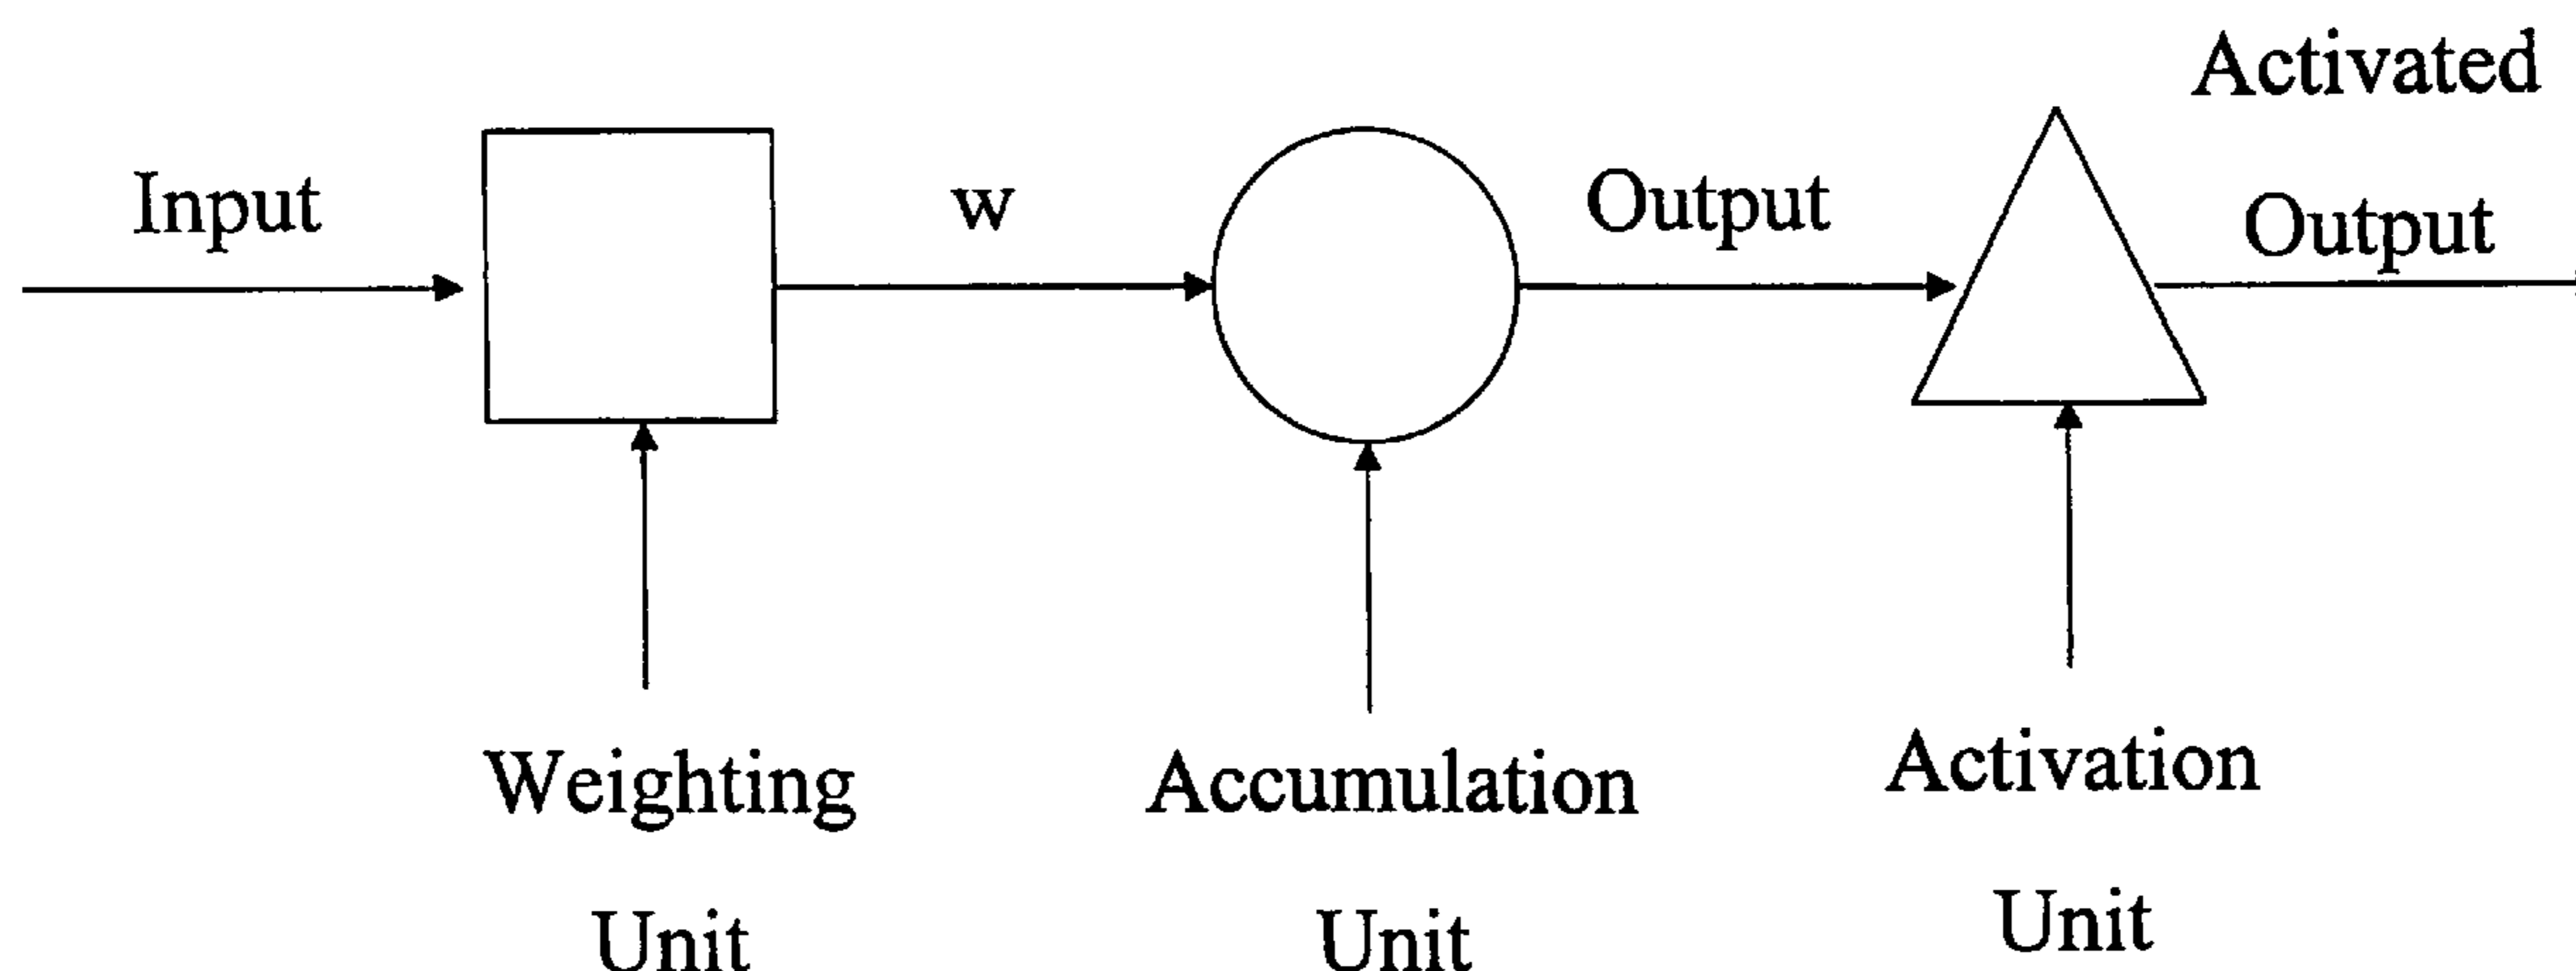 Input
w
Output
Activated
Output
Weighting
Unit
Accumulation
Unit
Activation
Unit